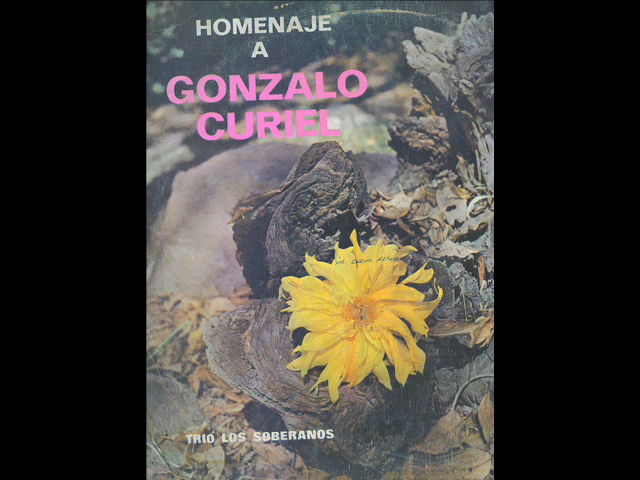 HOMENAJE
A
GONZALO
CURIEL
TRIO LOS SOBERANOS